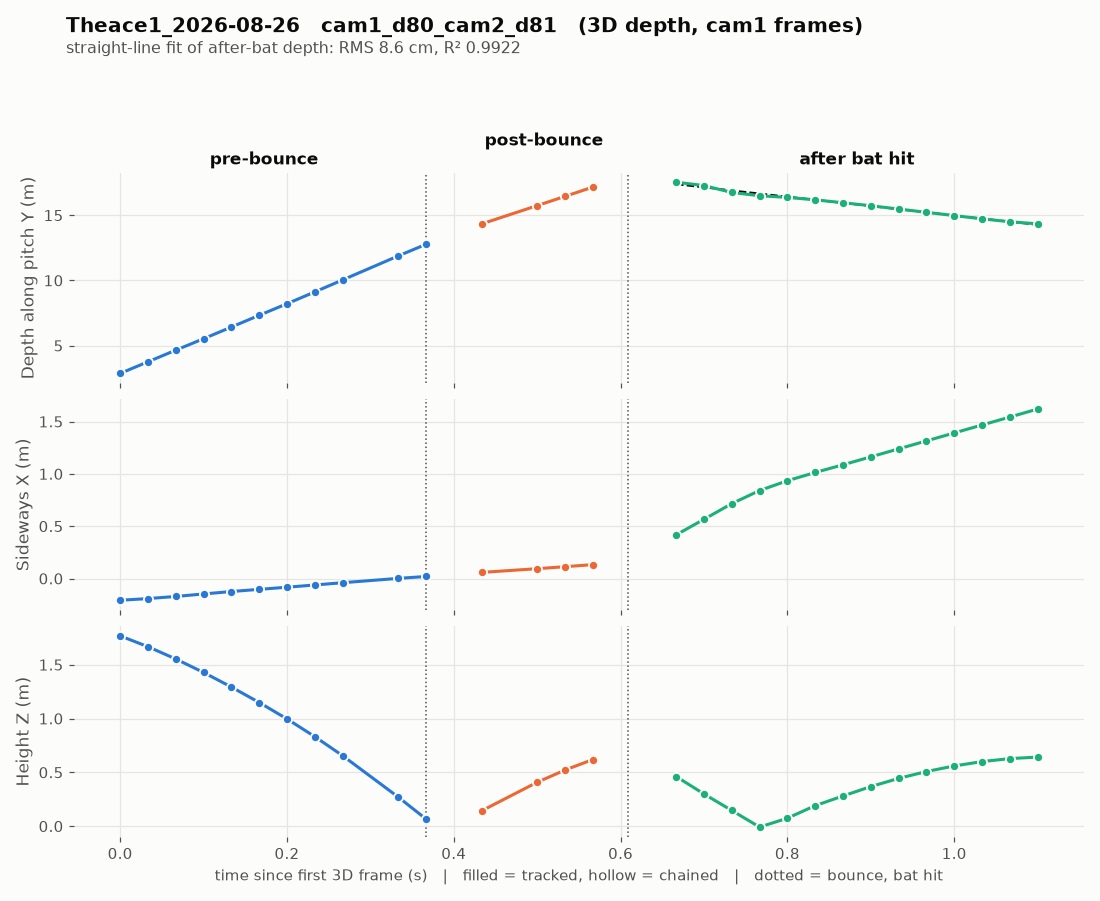 Theace1_2026-08-26   cam1_d80_cam2_d81   (3D depth, cam1 frames)
straight-line fit of after-bat depth: RMS 8.6 cm, R² 0.9922
pre-bounce
post-bounce
after bat hit
Depth along pitch Y (m)
15
10
5
Sideways X (m)
1.5
1.0
0.5
0.0
Height Z (m)
1.5
1.0
0.5
0.0
0.0 0.2 0.4 0.6 0.8 1.0
time since first 3D frame (s)   |   filled = tracked, hollow = chained   |   dotted = bounce, bat hit